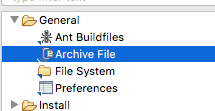 General
Ant Buildfiles
Archive File
File System
Preferences
Install